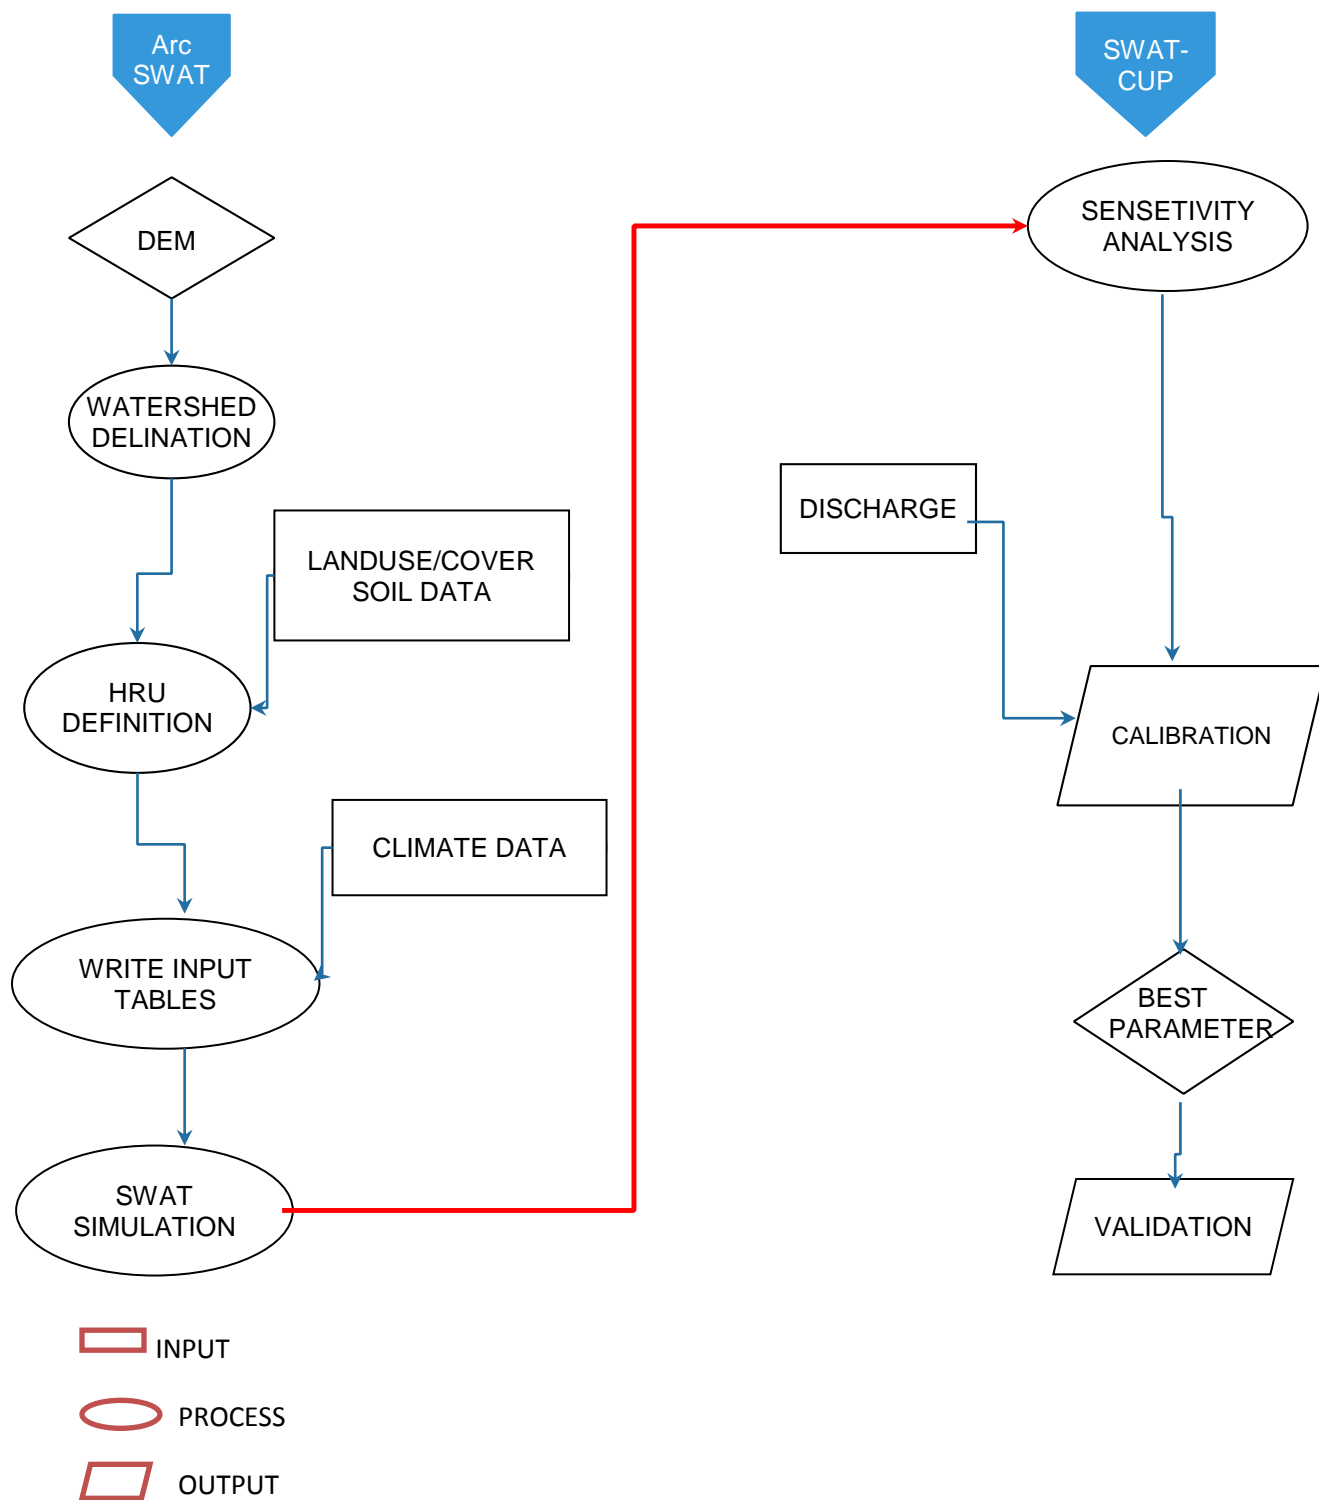 Arc
SWAT
DEM
WATERSHED
DELINATION
LANDUSE/COVER
SOIL DATA
HRU
DEFINITION
CLIMATE DATA
WRITE INPUT
TABLES
SWAT
SIMULATION
SWAT-
CUP
SENSETIVITY
ANALYSIS
DISCHARGE
CALIBRATION
BEST
PARAMETER
VALIDATION
INPUT
PROCESS
OUTPUT